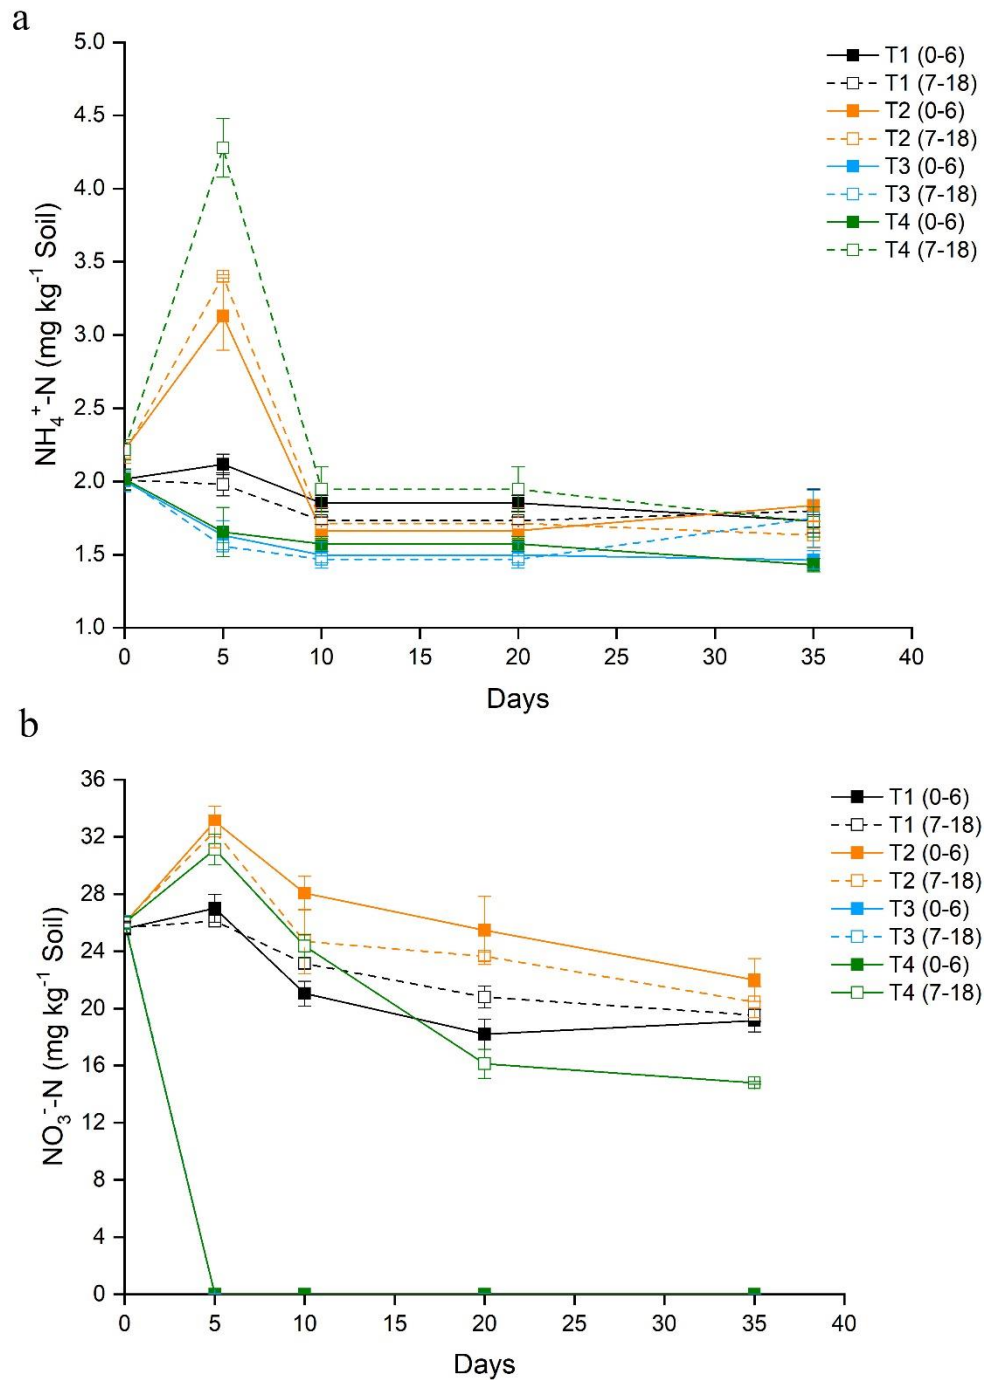 a
5.0
4.5
4.0
3.5
3.0
2.5
2.0
1.5
1.0
NH₄⁺-N (mg kg⁻¹ Soil)
0 5 10 15 20 25 30 35 40
Days
T1 (0-6)
T1 (7-18)
T2 (0-6)
T2 (7-18)
T3 (0-6)
T3 (7-18)
T4 (0-6)
T4 (7-18)
b
36
32
28
24
20
16
12
8
4
0
NO₃⁻-N (mg kg⁻¹ Soil)
0 5 10 15 20 25 30 35 40
Days
T1 (0-6)
T1 (7-18)
T2 (0-6)
T2 (7-18)
T3 (0-6)
T3 (7-18)
T4 (0-6)
T4 (7-18)